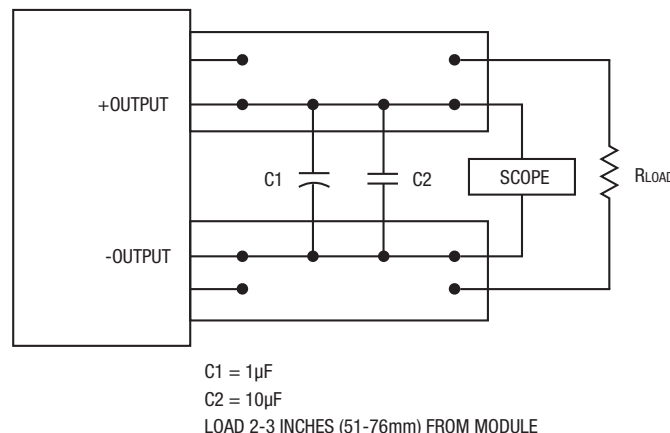 +OUTPUT
C1
C2
SCOPE
RLOAD
-OUTPUT
C1 = 1µF
C2 = 10µF
LOAD 2-3 INCHES (51-76mm) FROM MODULE